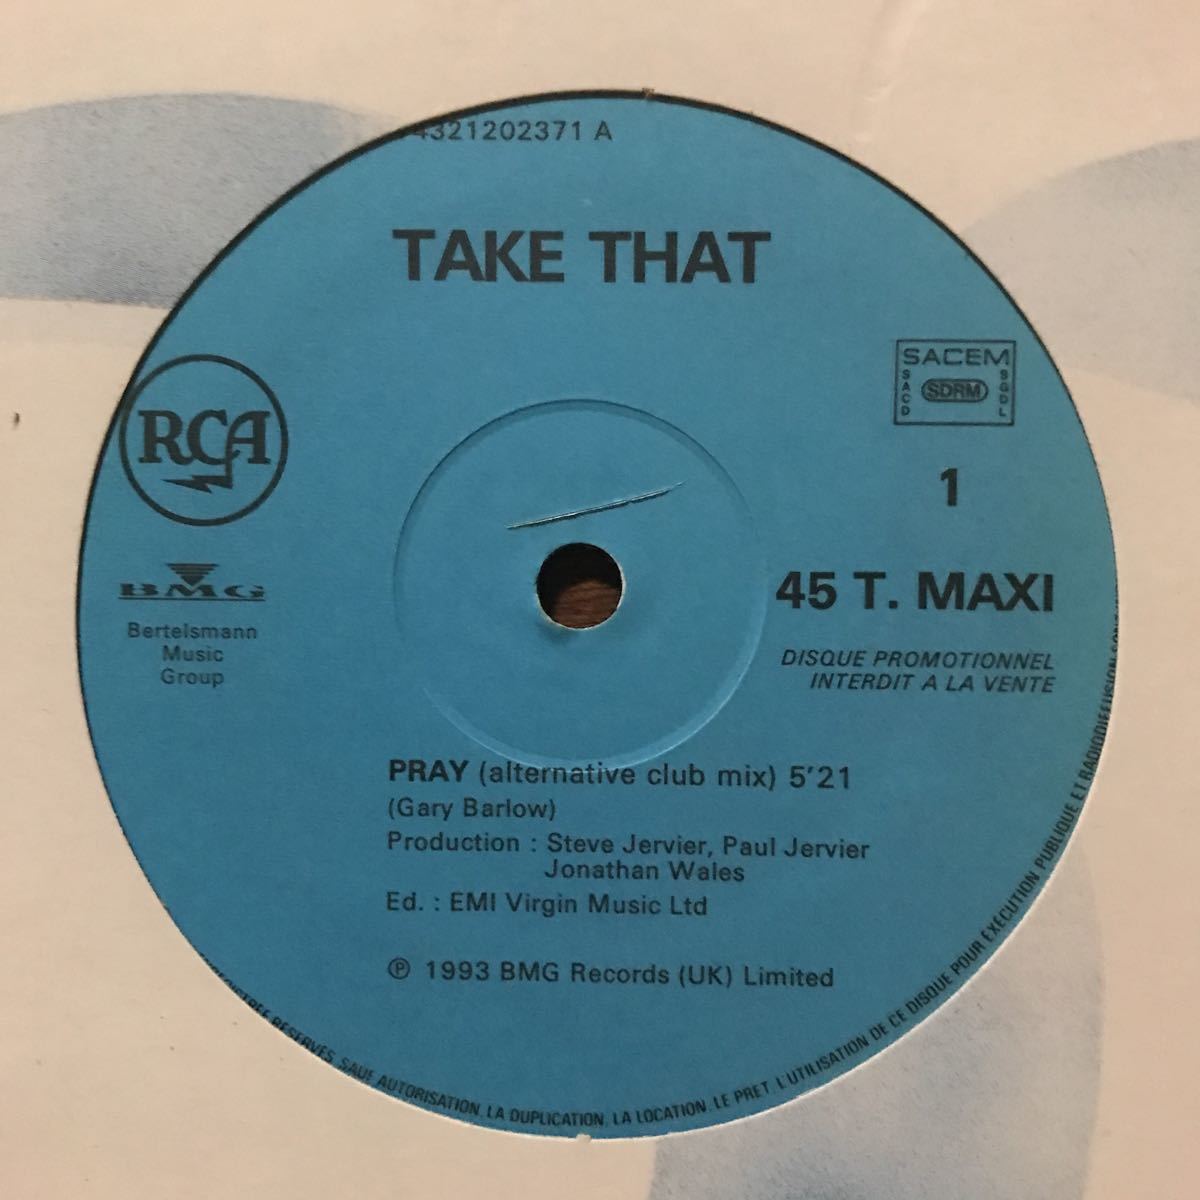 4321202371 A
TAKE THAT
RCA
SACEM
SACD
SDRM
SGDL
1
BMG
Bertelsmann
Music
Group
45 T. MAXI
DISQUE PROMOTIONNEL
INTERDIT A LA VENTE
PRAY (alternative club mix) 5'21
(Gary Barlow)
Production : Steve Jervier, Paul Jervier
Jonathan Wales
Ed. : EMI Virgin Music Ltd
℗ 1993 BMG Records (UK) Limited
RESERVES. SAUF AUTORISATION, LA DUPLICATION, LA LOCATION, LE PRET, L'UTILISATION DE CE DISQUE POUR EXECUTION PUBLIQUE ET RADIODIFFUSION SONT